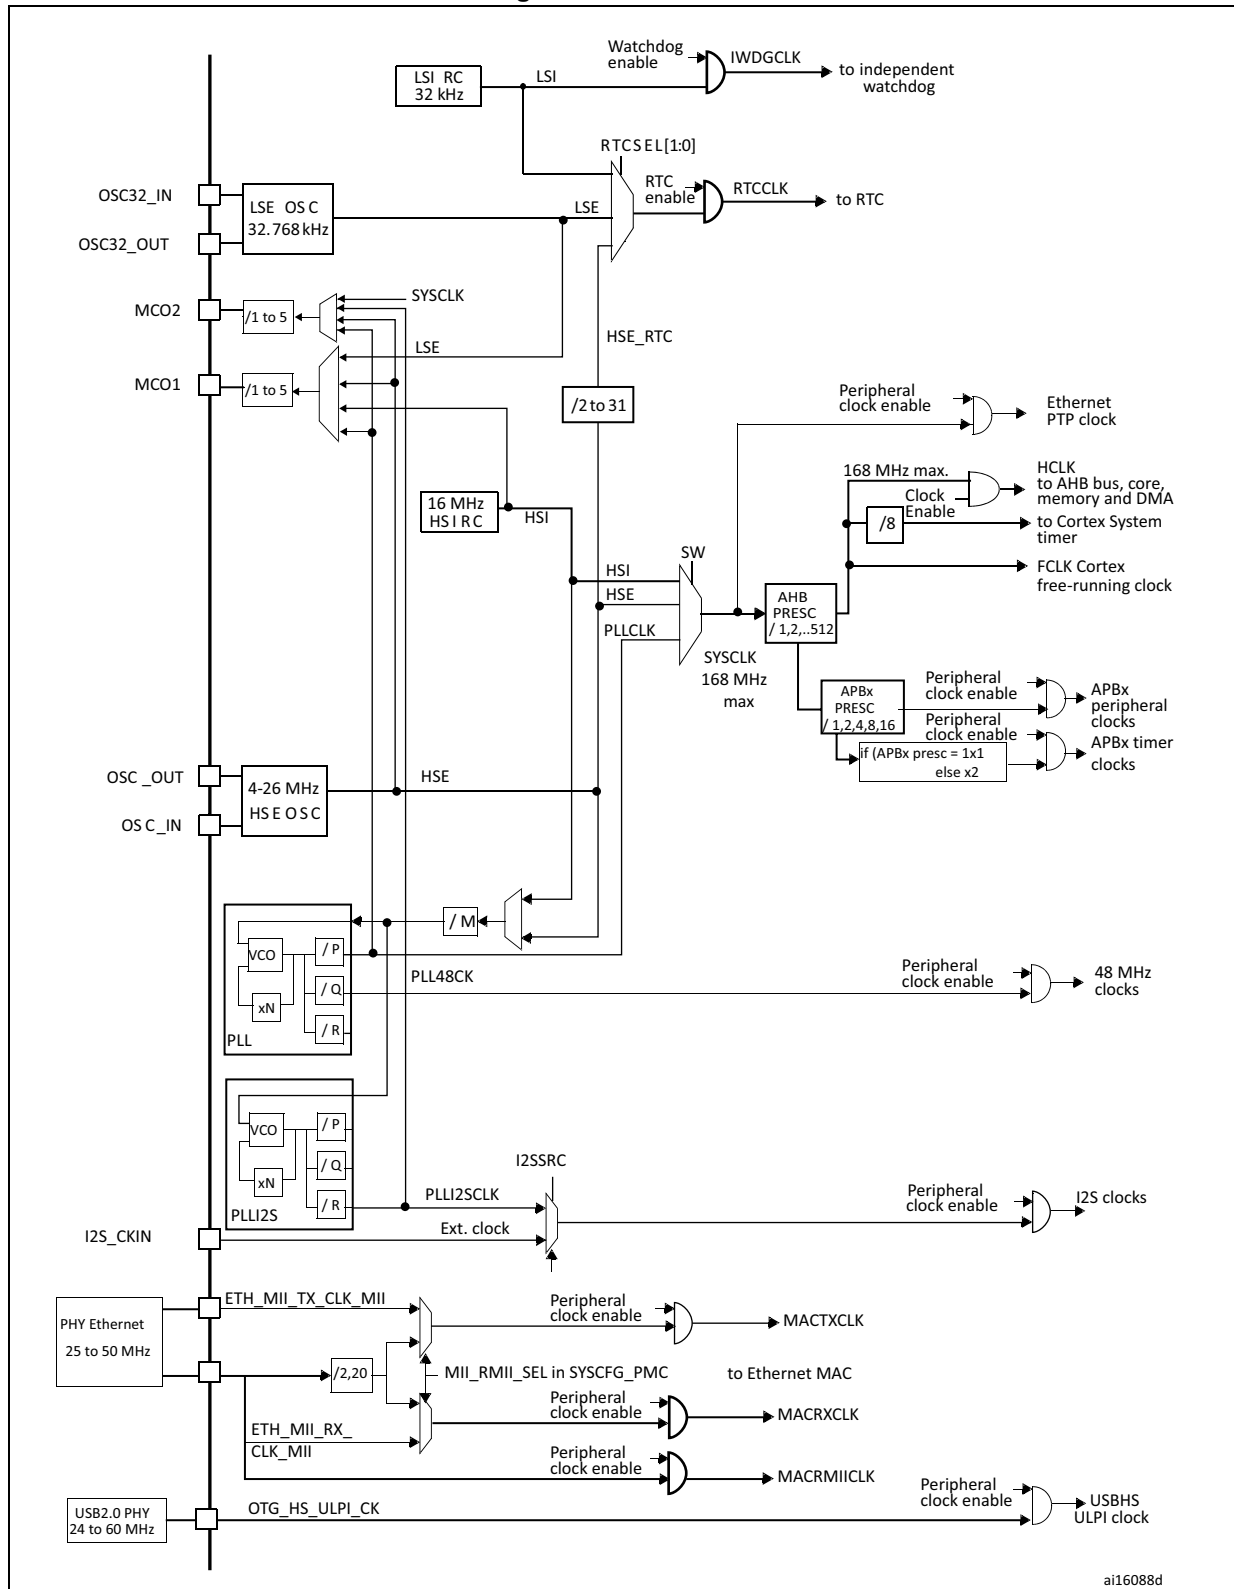 Watchdog
enable
IWDGCLK
to independent
watchdog
LSI RC
32 kHz
LSI
RTCSEL[1:0]
OSC32_IN
OSC32_OUT
LSE OSC
32.768 kHz
LSE
RTC
enable
RTCCLK
to RTC
MCO2
/1 to 5
SYSCLK
HSE_RTC
LSE
MCO1
/1 to 5
/2 to 31
Peripheral
clock enable
Ethernet
PTP clock
16 MHz
HSI RC
HSI
168 MHz max.
Clock
Enable
HCLK
to AHB bus, core,
memory and DMA
/8
to Cortex System
timer
FCLK Cortex
free-running clock
SW
HSI
HSE
PLLCLK
AHB
PRESC
/ 1,2,..512
SYSCLK
168 MHz
max
APBx
PRESC
/ 1,2,4,8,16
Peripheral
clock enable
APBx
peripheral
clocks
Peripheral
clock enable
if (APBx presc = 1x1
else x2
APBx timer
clocks
OSC _OUT
OSC_IN
4-26 MHz
HSE OSC
HSE
/ M
VCO
xN
/ P
/ Q
/ R
PLL
PLL48CK
Peripheral
clock enable
48 MHz
clocks
VCO
xN
/ P
/ Q
/ R
PLLI2S
I2SSRC
PLLI2SCLK
Ext. clock
I2S_CKIN
Peripheral
clock enable
I2S clocks
PHY Ethernet
25 to 50 MHz
ETH_MII_TX_CLK_MII
Peripheral
clock enable
MACTXCLK
/2,20
MII_RMII_SEL in SYSCFG_PMC
to Ethernet MAC
ETH_MII_RX_
CLK_MII
Peripheral
clock enable
MACRXCLK
Peripheral
clock enable
MACRMIICLK
USB2.0 PHY
24 to 60 MHz
OTG_HS_ULPI_CK
Peripheral
clock enable
USBHS
ULPI clock
ai16088d